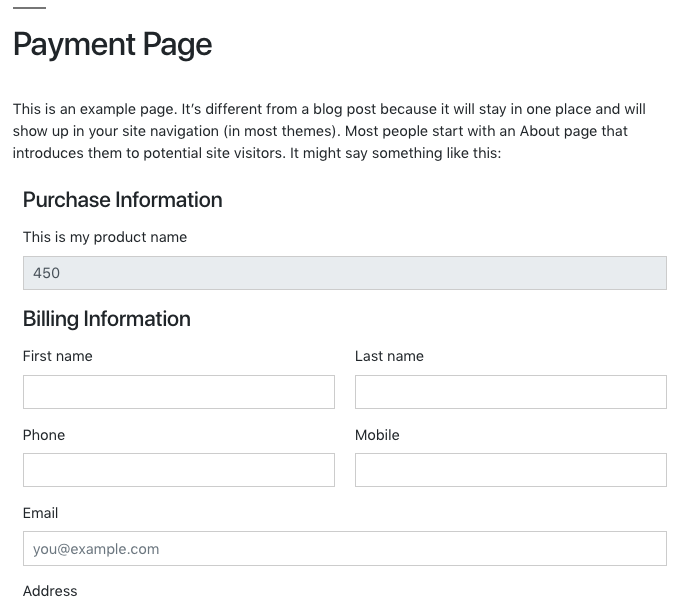 Payment Page
This is an example page. It’s different from a blog post because it will stay in one place and will
show up in your site navigation (in most themes). Most people start with an About page that
introduces them to potential site visitors. It might say something like this:
Purchase Information
This is my product name
450
Billing Information
First name
Last name
Phone
Mobile
Email
you@example.com
Address